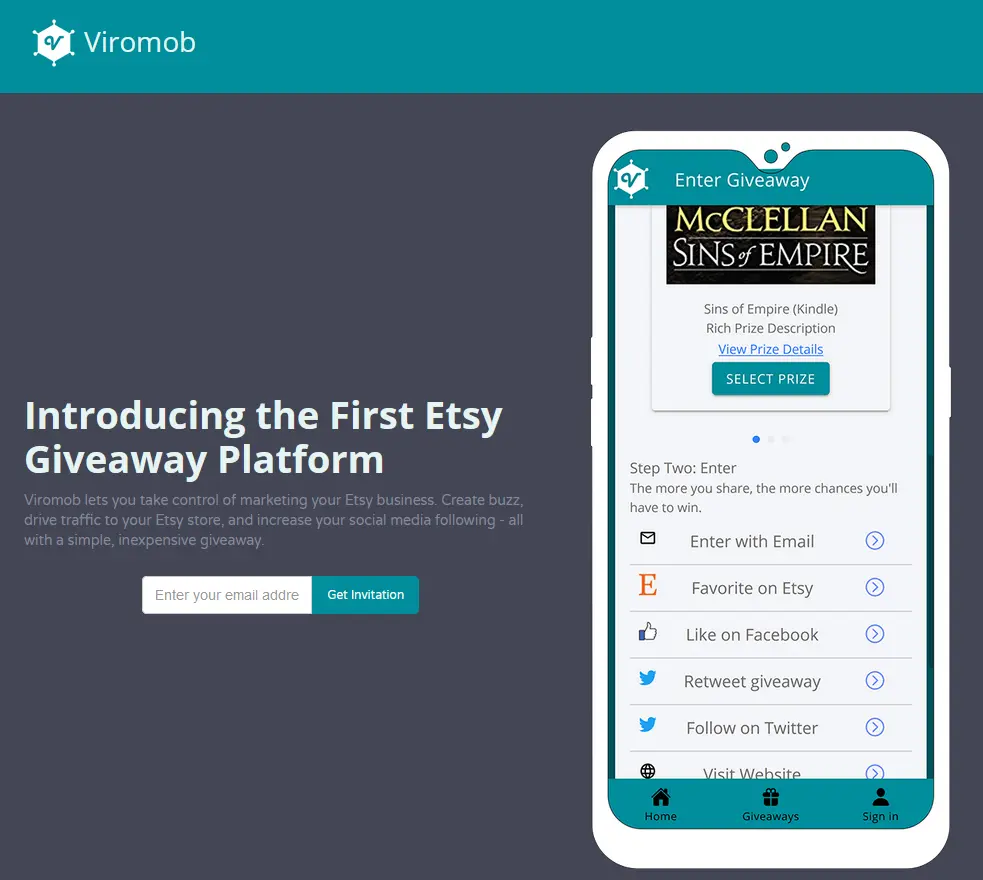 Viromob
Introducing the First Etsy
Giveaway Platform
Viromob lets you take control of marketing your Etsy business. Create buzz,
drive traffic to your Etsy store, and increase your social media following - all
with a simple, inexpensive giveaway.
Enter your email addre
Get Invitation
Enter Giveaway
MCCLELLAN
SINS of EMPIRE
Sins of Empire (Kindle)
Rich Prize Description
View Prize Details
SELECT PRIZE
Step Two: Enter
The more you share, the more chances you'll
have to win.
Enter with Email
E
Favorite on Etsy
Like on Facebook
Retweet giveaway
Follow on Twitter
Visit Website
Home
Giveaways
Sign in